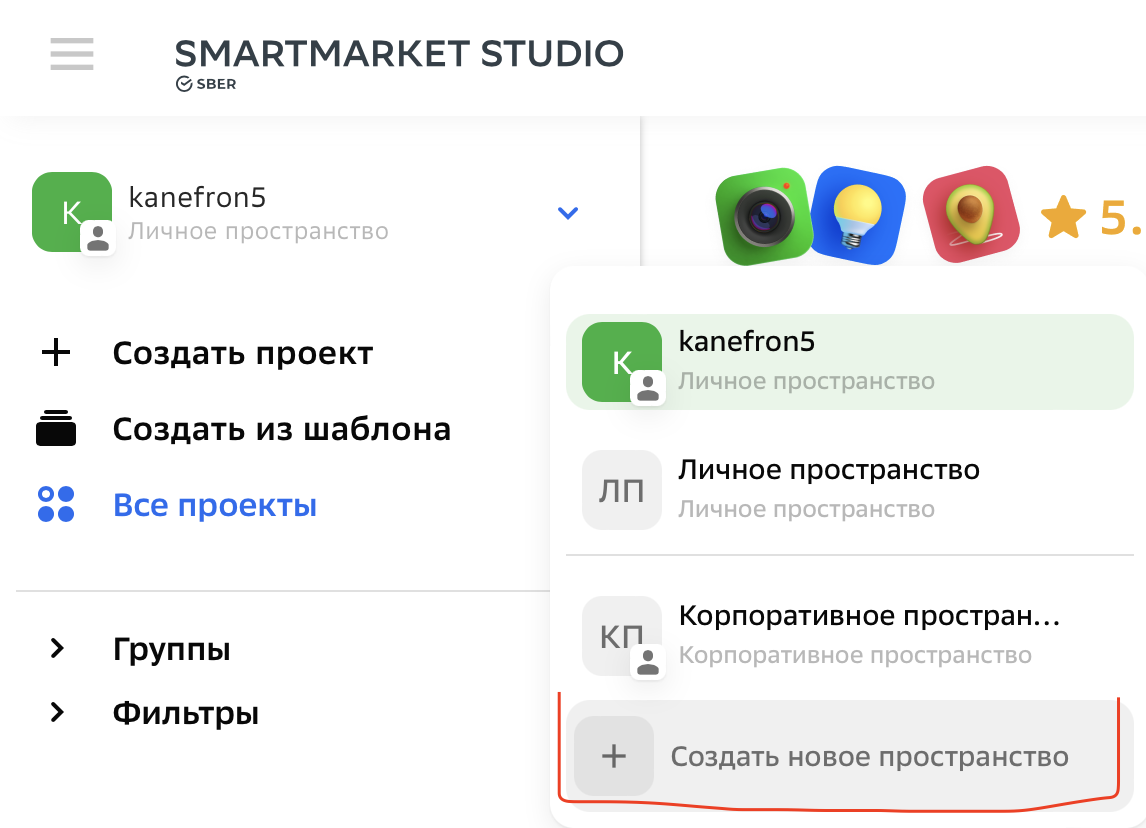 SMARTMARKET STUDIO
SBER
K
kanefron5
Личное пространство
5.
Создать проект
Создать из шаблона
Все проекты
Группы
Фильтры
K
kanefron5
Личное пространство
ЛП
Личное пространство
Личное пространство
КП
Корпоративное простран...
Корпоративное пространство
+
Создать новое пространство